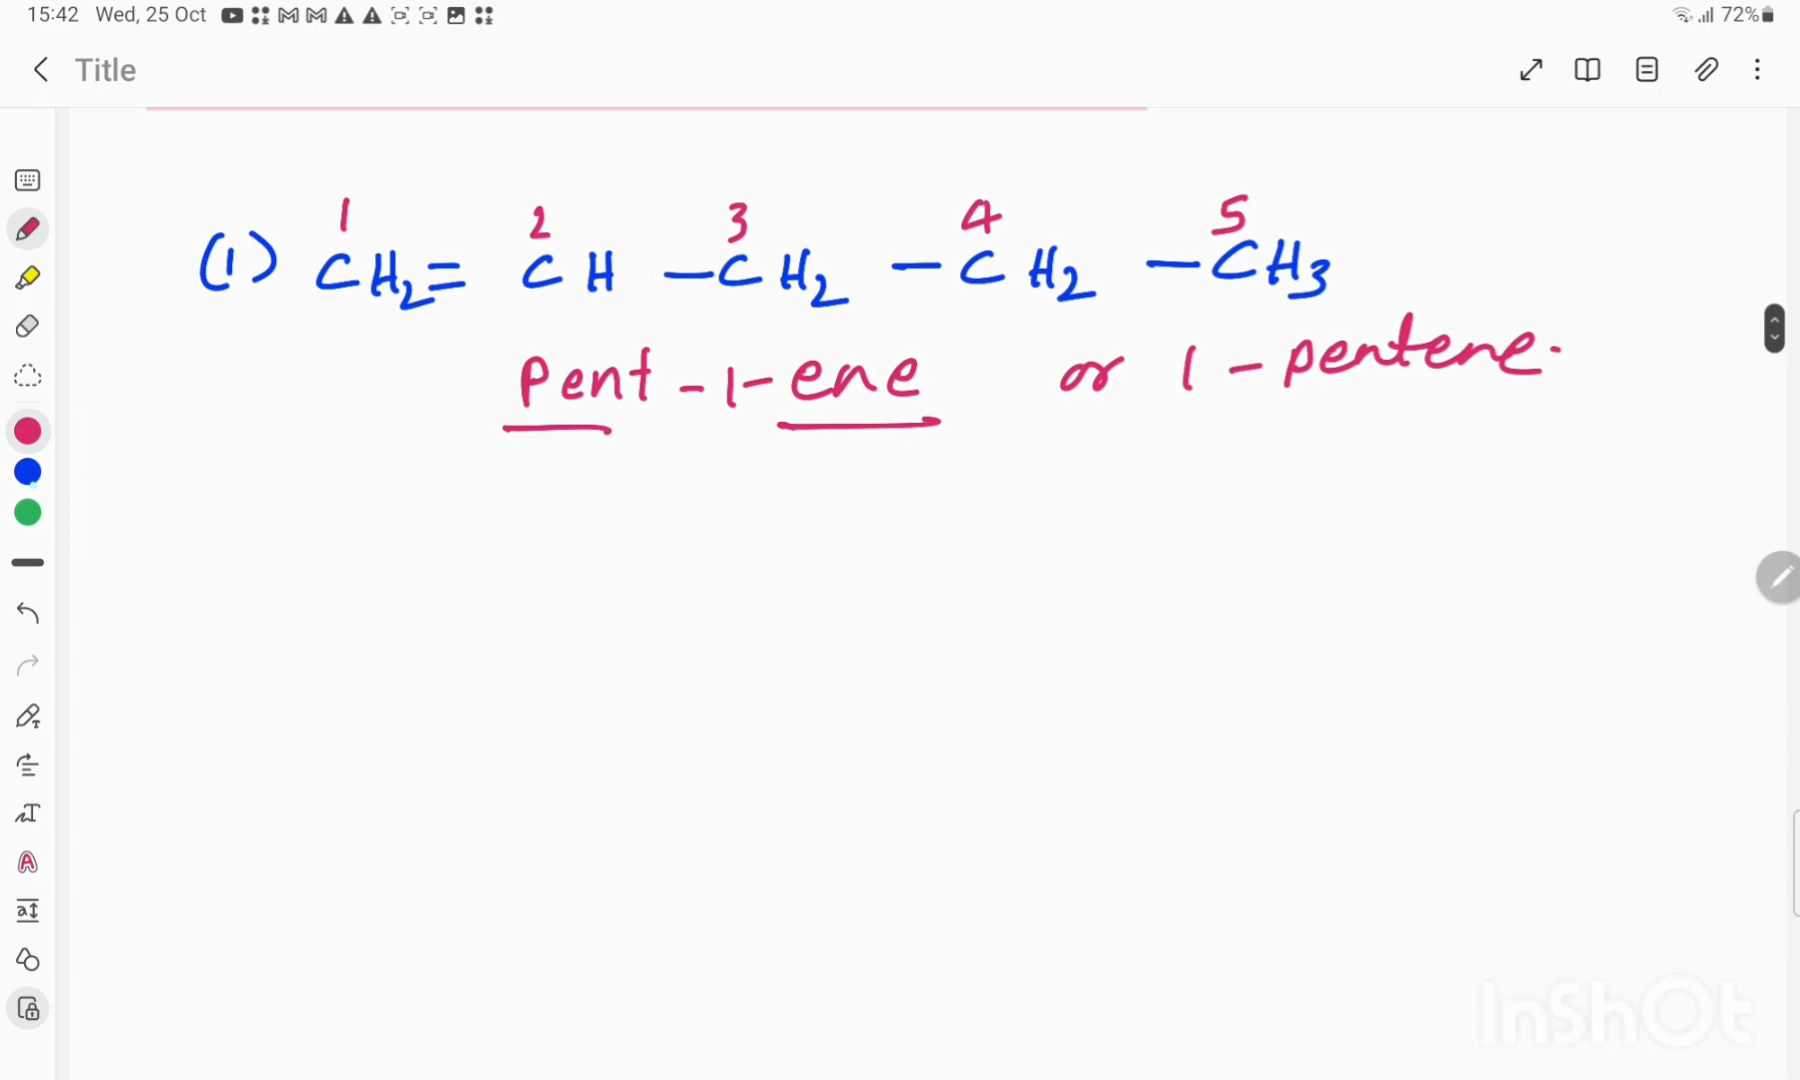 15:42 Wed, 25 Oct 72%
Title
1 2 3 4 5
(1) CH₂= CH –CH₂ – CH₂ –CH₃
Pent -1- ene or 1 - pentene.
InShOt